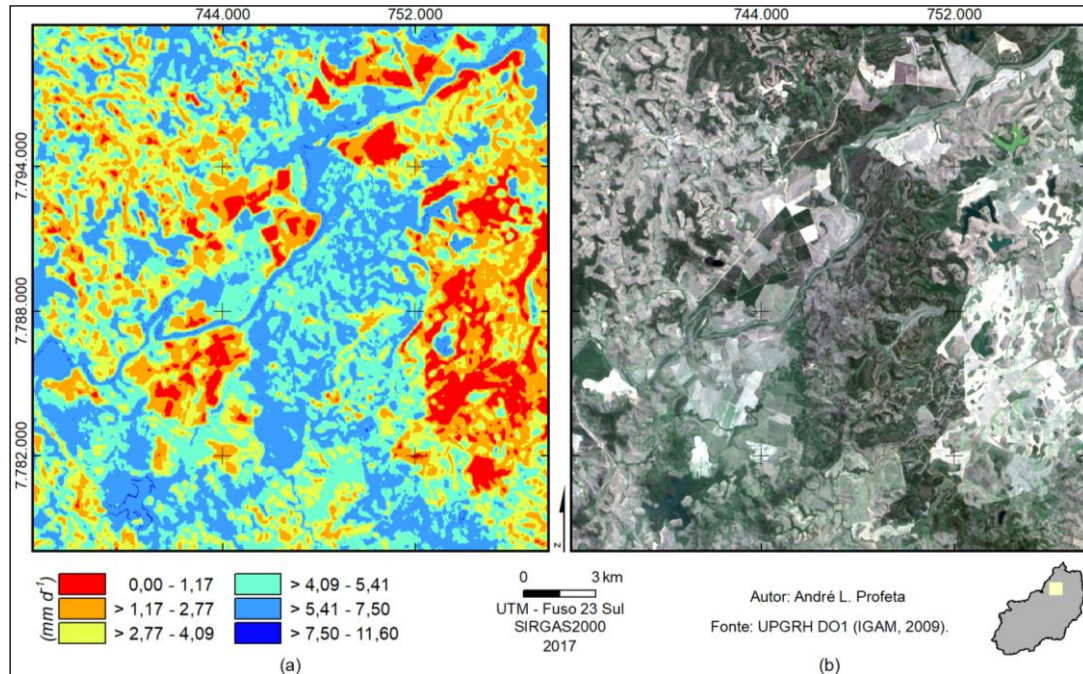 744.000 752.000 744.000 752.000
7.794.000
7.788.000
7.782.000
(mm d⁻¹)
0,00 - 1,17
> 1,17 - 2,77
> 2,77 - 4,09
> 4,09 - 5,41
> 5,41 - 7,50
> 7,50 - 11,60
z
0 3 km
UTM - Fuso 23 Sul
SIRGAS2000
2017
Autor: André L. Profeta
Fonte: UPGRH DO1 (IGAM, 2009).
(a) (b)